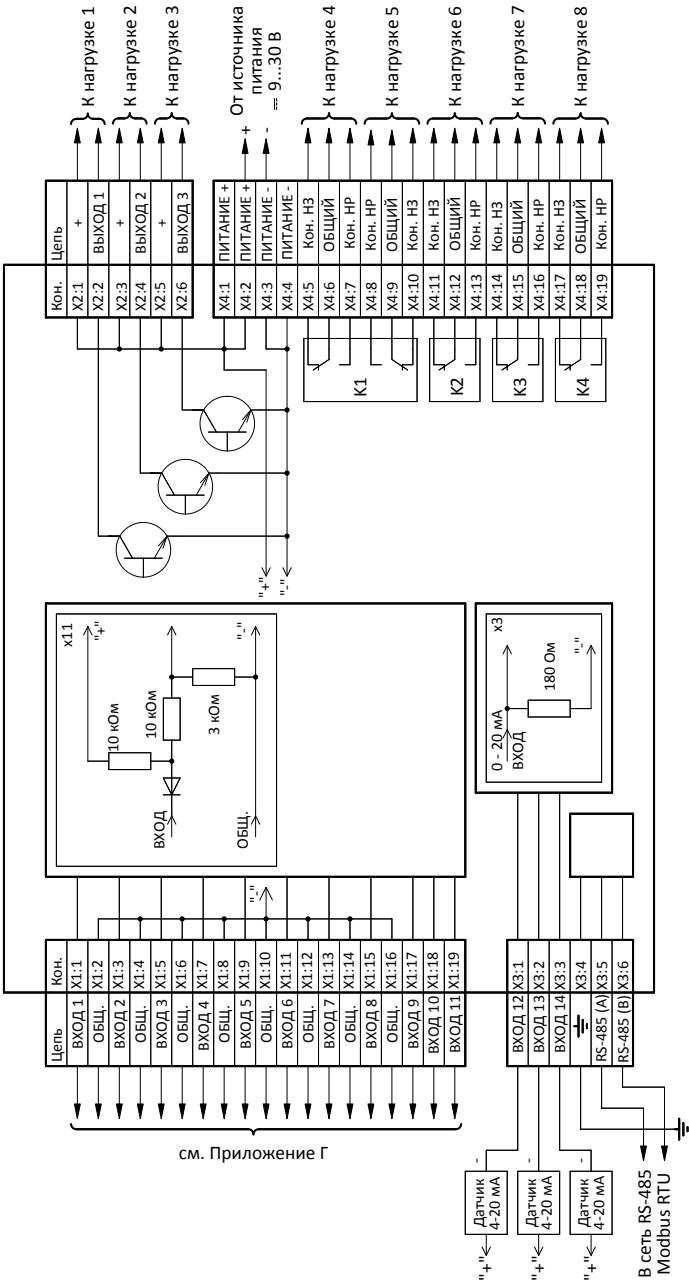 К нагрузке 1
К нагрузке 2
К нагрузке 3
От источника
питания
⎓ 9...30 В
+
-
К нагрузке 4
К нагрузке 5
К нагрузке 6
К нагрузке 7
К нагрузке 8
Кон. Цепь
X2:1 +
X2:2 ВЫХОД 1
X2:3 +
X2:4 ВЫХОД 2
X2:5 +
X2:6 ВЫХОД 3
X4:1 ПИТАНИЕ +
X4:2 ПИТАНИЕ +
X4:3 ПИТАНИЕ -
X4:4 ПИТАНИЕ -
X4:5 Кон. НЗ
X4:6 ОБЩИЙ
X4:7 Кон. НР
X4:8 Кон. НР
X4:9 ОБЩИЙ
X4:10 Кон. НЗ
X4:11 Кон. НЗ
X4:12 ОБЩИЙ
X4:13 Кон. НР
X4:14 Кон. НЗ
X4:15 ОБЩИЙ
X4:16 Кон. НР
X4:17 Кон. НЗ
X4:18 ОБЩИЙ
X4:19 Кон. НР
К1
К2
К3
К4
"+"
"-"
x11
"+"
10 кОм
10 кОм
3 кОм
"-"
ВХОД
ОБЩ.
x3
0 - 20 мА
ВХОД
180 Ом
"-"
"-"
Цепь Кон.
ВХОД 1 X1:1
ОБЩ. X1:2
ВХОД 2 X1:3
ОБЩ. X1:4
ВХОД 3 X1:5
ОБЩ. X1:6
ВХОД 4 X1:7
ОБЩ. X1:8
ВХОД 5 X1:9
ОБЩ. X1:10
ВХОД 6 X1:11
ОБЩ. X1:12
ВХОД 7 X1:13
ОБЩ. X1:14
ВХОД 8 X1:15
ОБЩ. X1:16
ВХОД 9 X1:17
ВХОД 10 X1:18
ВХОД 11 X1:19
ВХОД 12 X3:1
ВХОД 13 X3:2
ВХОД 14 X3:3
X3:4
RS-485 (A) X3:5
RS-485 (B) X3:6
см. Приложение Г
"+" Датчик
4-20 мА -
"+" Датчик
4-20 мА -
"+" Датчик
4-20 мА -
В сеть RS-485
Modbus RTU